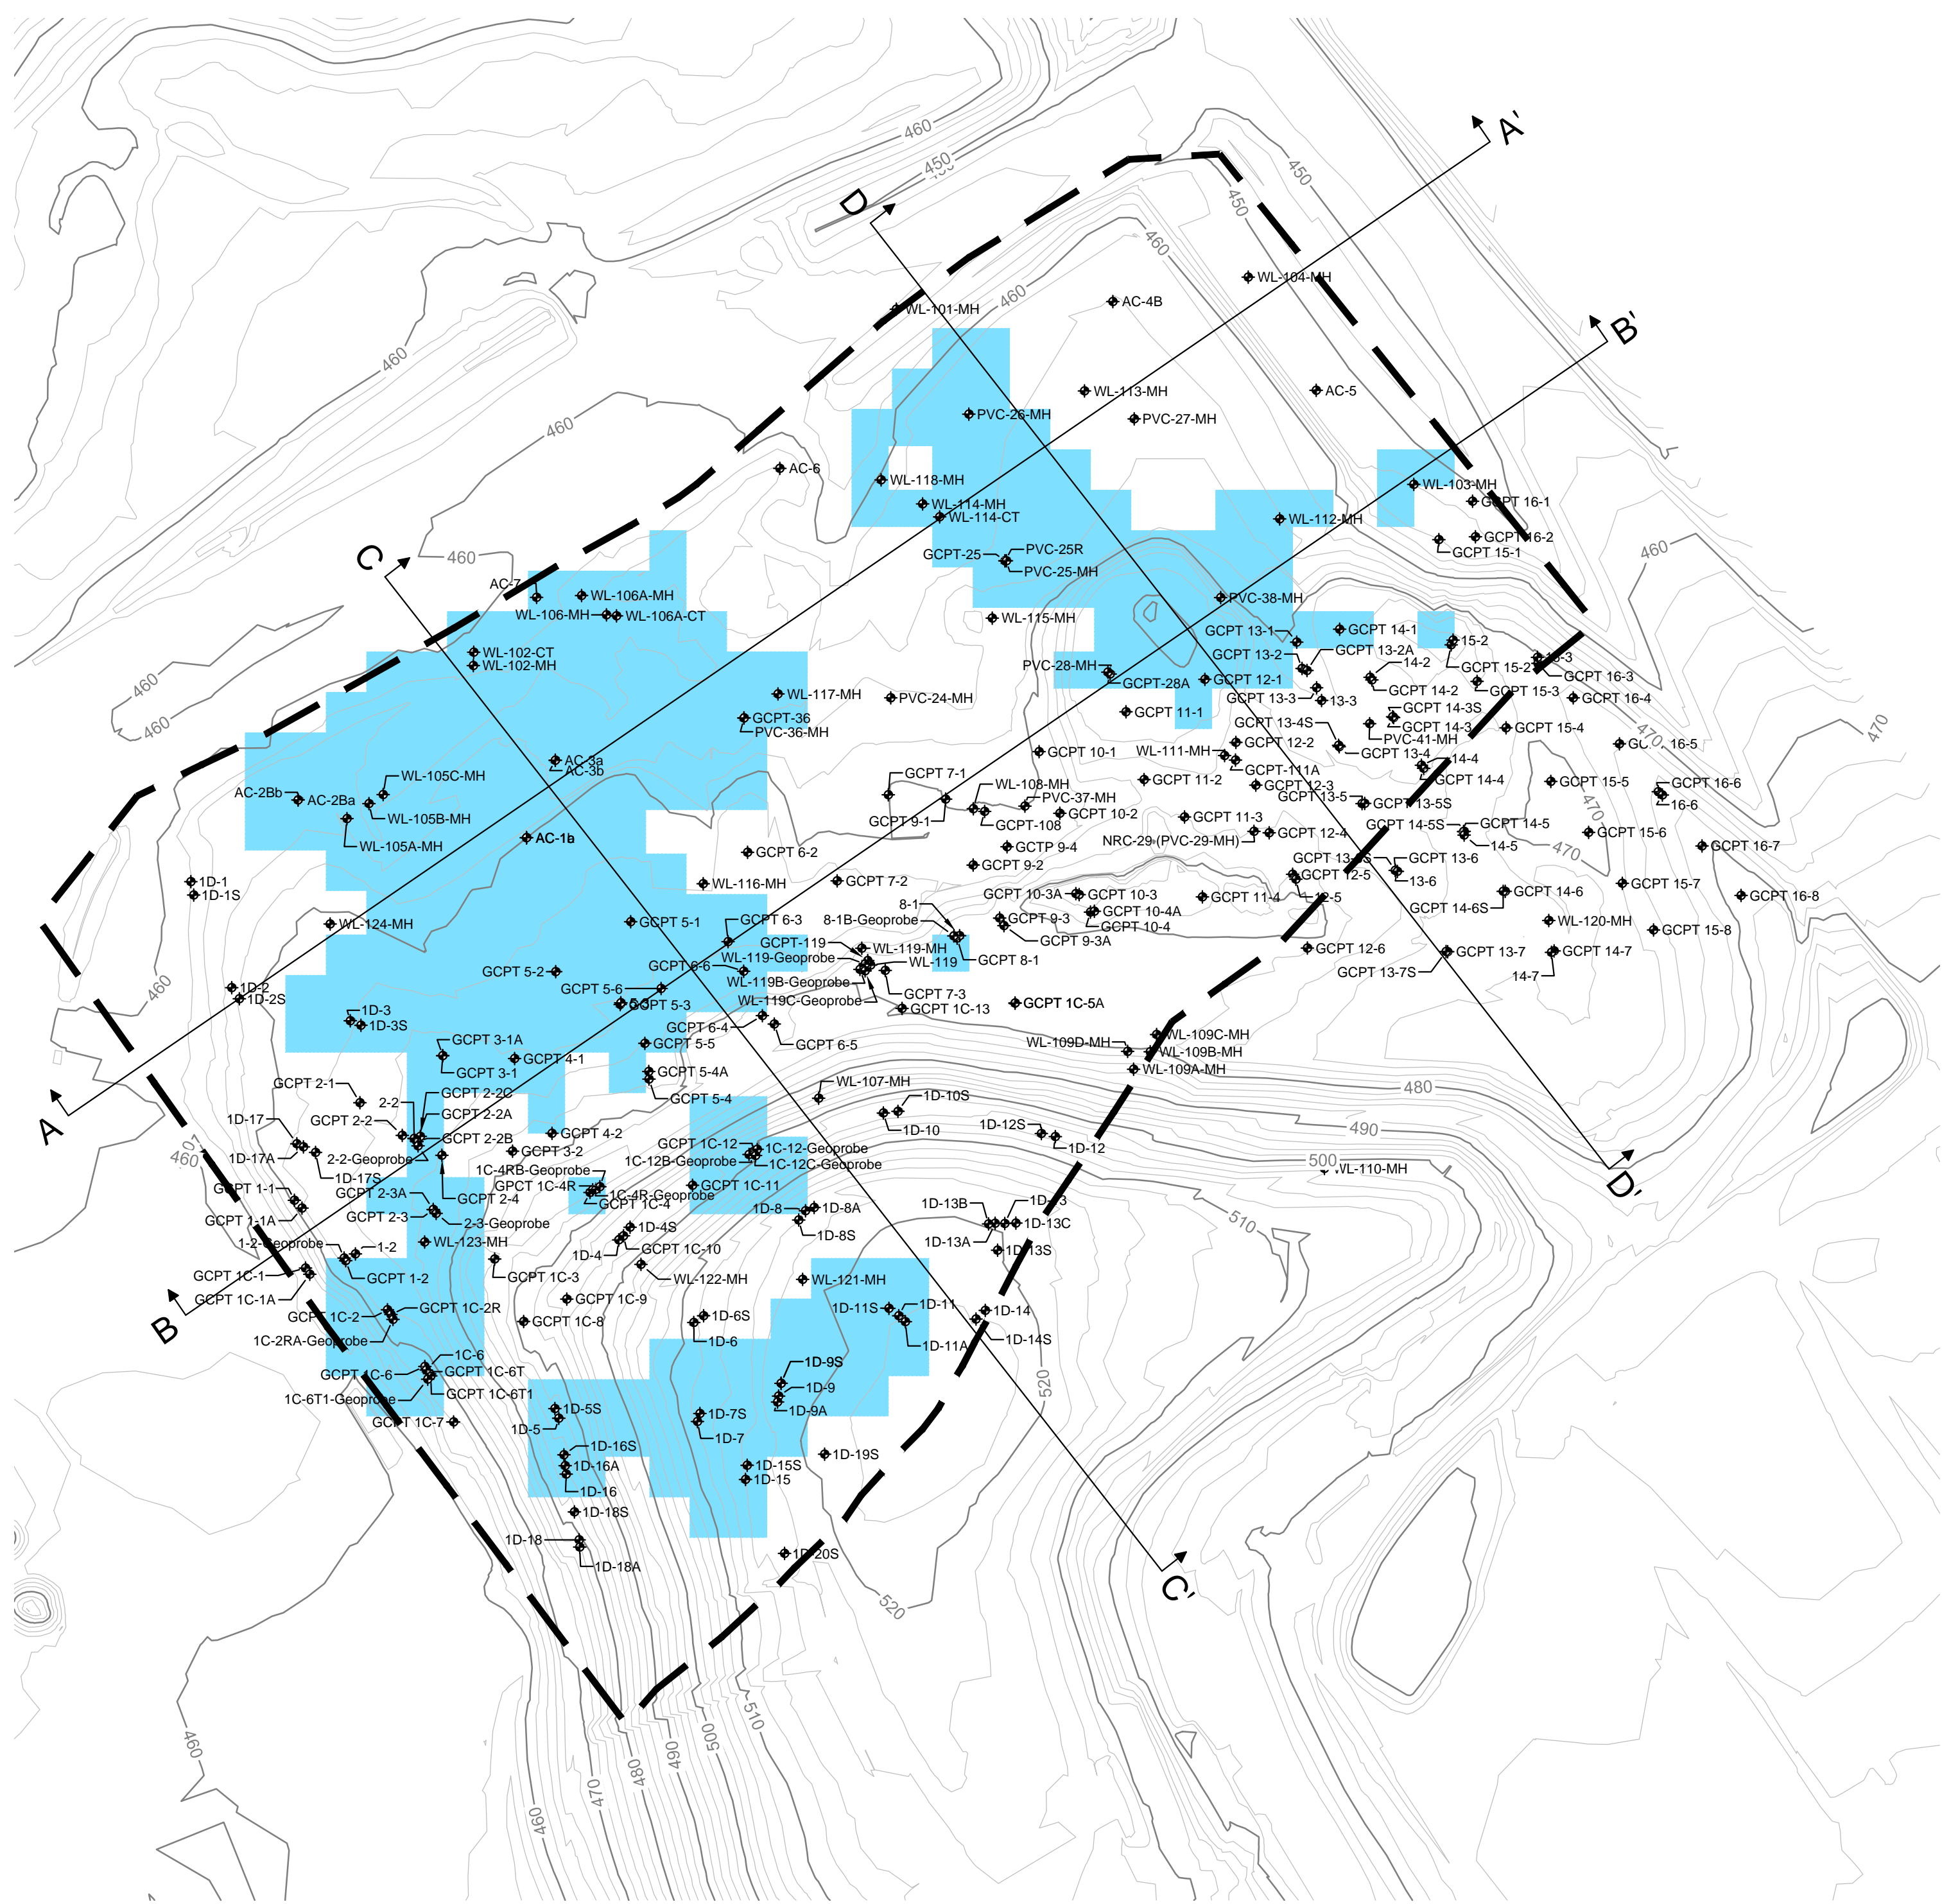 460
450
A'
450
450
D
460
460
WL-104-MH
AC-4B
WL-101-MH
B'
460
WL-113-MH
AC-5
PVC-26-MH
PVC-27-MH
460
AC-6
WL-118-MH
WL-103-MH
GCPT 16-1
WL-114-MH
WL-114-CT
WL-112-MH
GCPT 16-2
GCPT 15-1
C
460
GCPT-25
PVC-25R
PVC-25-MH
460
AC-7
WL-106A-MH
WL-106-MH
WL-106A-CT
WL-115-MH
PVC-38-MH
GCPT 13-1
GCPT 14-1
15-2
WL-102-CT
WL-102-MH
GCPT 13-2
GCPT 13-2A
14-2
GCPT 15-2
15-3
GCPT 16-3
PVC-28-MH
GCPT-28A
GCPT 12-1
GCPT 14-2
GCPT 15-3
GCPT 16-4
460
WL-117-MH
PVC-24-MH
GCPT 13-3
13-3
460
GCPT-36
PVC-36-MH
GCPT 11-1
GCPT 13-4S
GCPT 14-3S
GCPT 14-3
PVC-41-MH
GCPT 15-4
470
470
GCPT 10-1
WL-111-MH
GCPT 12-2
GCPT 13-4
GCPT 16-5
AC-3a
AC-3b
WL-105C-MH
GCPT 7-1
GCPT-111A
14-4
GCPT 14-4
GCPT 11-2
GCPT 12-3
GCPT 15-5
GCPT 16-6
16-6
AC-2Bb
AC-2Ba
WL-105B-MH
WL-108-MH
PVC-37-MH
GCPT 13-5
GCPT 13-5S
470
GCPT 9-1
GCPT-108
GCPT 10-2
GCPT 11-3
GCPT 14-5S
GCPT 14-5
14-5
GCPT 15-6
WL-105A-MH
NRC-29 (PVC-29-MH)
GCPT 12-4
470
GCPT 16-7
GCPT 6-2
GCTP 9-4
GCPT 9-2
GCPT 13-6
13-6
1D-1
1D-1S
WL-116-MH
GCPT 7-2
GCPT 12-5
12-5
GCPT 15-7
GCPT 10-3A
GCPT 10-3
GCPT 11-4
GCPT 14-6
GCPT 14-6S
GCPT 16-8
WL-124-MH
GCPT 5-1
GCPT 6-3
8-1
8-1B-Geoprobe
GCPT 9-3
GCPT 9-3A
GCPT 10-4A
GCPT 10-4
WL-120-MH
GCPT 15-8
GCPT-119
WL-119-MH
GCPT 8-1
GCPT 12-6
GCPT 13-7
GCPT 13-7S
GCPT 14-7
14-7
GCPT 5-2
GCPT 6-6
WL-119-Geoprobe
WL-119
460
1D-2
1D-2S
GCPT 5-6
WL-119B-Geoprobe
WL-119C-Geoprobe
GCPT 7-3
GCPT 5-3
GCPT 1C-13
GCPT 1C-5A
1D-3
1D-3S
GCPT 6-4
GCPT 6-5
GCPT 3-1A
GCPT 3-1
GCPT 4-1
GCPT 5-5
WL-109C-MH
WL-109D-MH
WL-109B-MH
WL-109A-MH
GCPT 2-1
GCPT 5-4A
GCPT 5-4
WL-107-MH
480
A
2-2
GCPT 2-2C
GCPT 2-2A
GCPT 2-2
GCPT 2-2B
1D-10S
1D-10
490
1D-17
1D-17A
1D-17S
2-2-Geoprobe
GCPT 3-2
GCPT 4-2
1D-12S
1D-12
460
GCPT 1C-12
1C-12-Geoprobe
1C-12B-Geoprobe
1C-12C-Geoprobe
500
WL-110-MH
D'
1C-4RB-Geoprobe
GPCT 1C-4R
1C-4R-Geoprobe
GCPT 1C-4
GCPT 1C-11
GCPT 1-1
GCPT 1-1A
GCPT 2-3A
GCPT 2-3
2-3-Geoprobe
GCPT 2-4
1D-8
1D-8A
1D-8S
1D-13B
1D-13
1D-13C
1D-13A
1D-13S
510
1-2-Geoprobe
1-2
WL-123-MH
1D-4S
1D-4
GCPT 1C-10
GCPT 1C-1
GCPT 1C-1A
GCPT 1-2
GCPT 1C-3
WL-122-MH
WL-121-MH
B
GCPT 1C-2
GCPT 1C-2R
1C-2RA-Geoprobe
GCPT 1C-9
GCPT 1C-8
1D-6S
1D-6
1D-11S
1D-11
1D-11A
1D-14
1D-14S
1C-6
GCPT 1C-6
GCPT 1C-6T
GCPT 1C-6T1
1C-6T1-Geoprobe
1D-9S
1D-9
1D-9A
520
GCPT 1C-7
1D-5S
1D-5
1D-7S
1D-7
1D-16S
1D-16A
1D-16
1D-15S
1D-15
1D-19S
1D-18S
1D-18
1D-18A
1D-20S
C'
520
460
510
500
490
480
470
460